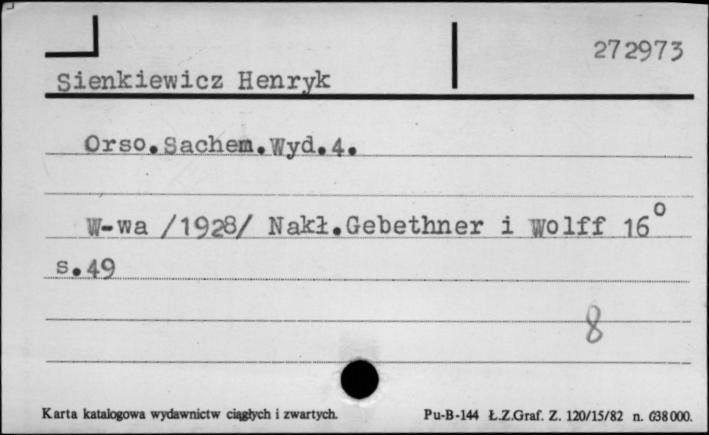 272973
Sienkiewicz Henryk
Orso.Sachem.Wyd.4.
W-wa /1928/ Nakł.Gebethner i Wolff 16°
s.49
8
Karta katalogowa wydawnictw ciągłych i zwartych. Pu-B-144 Ł.Z.Graf. Z. 120/15/82 n. 638000.